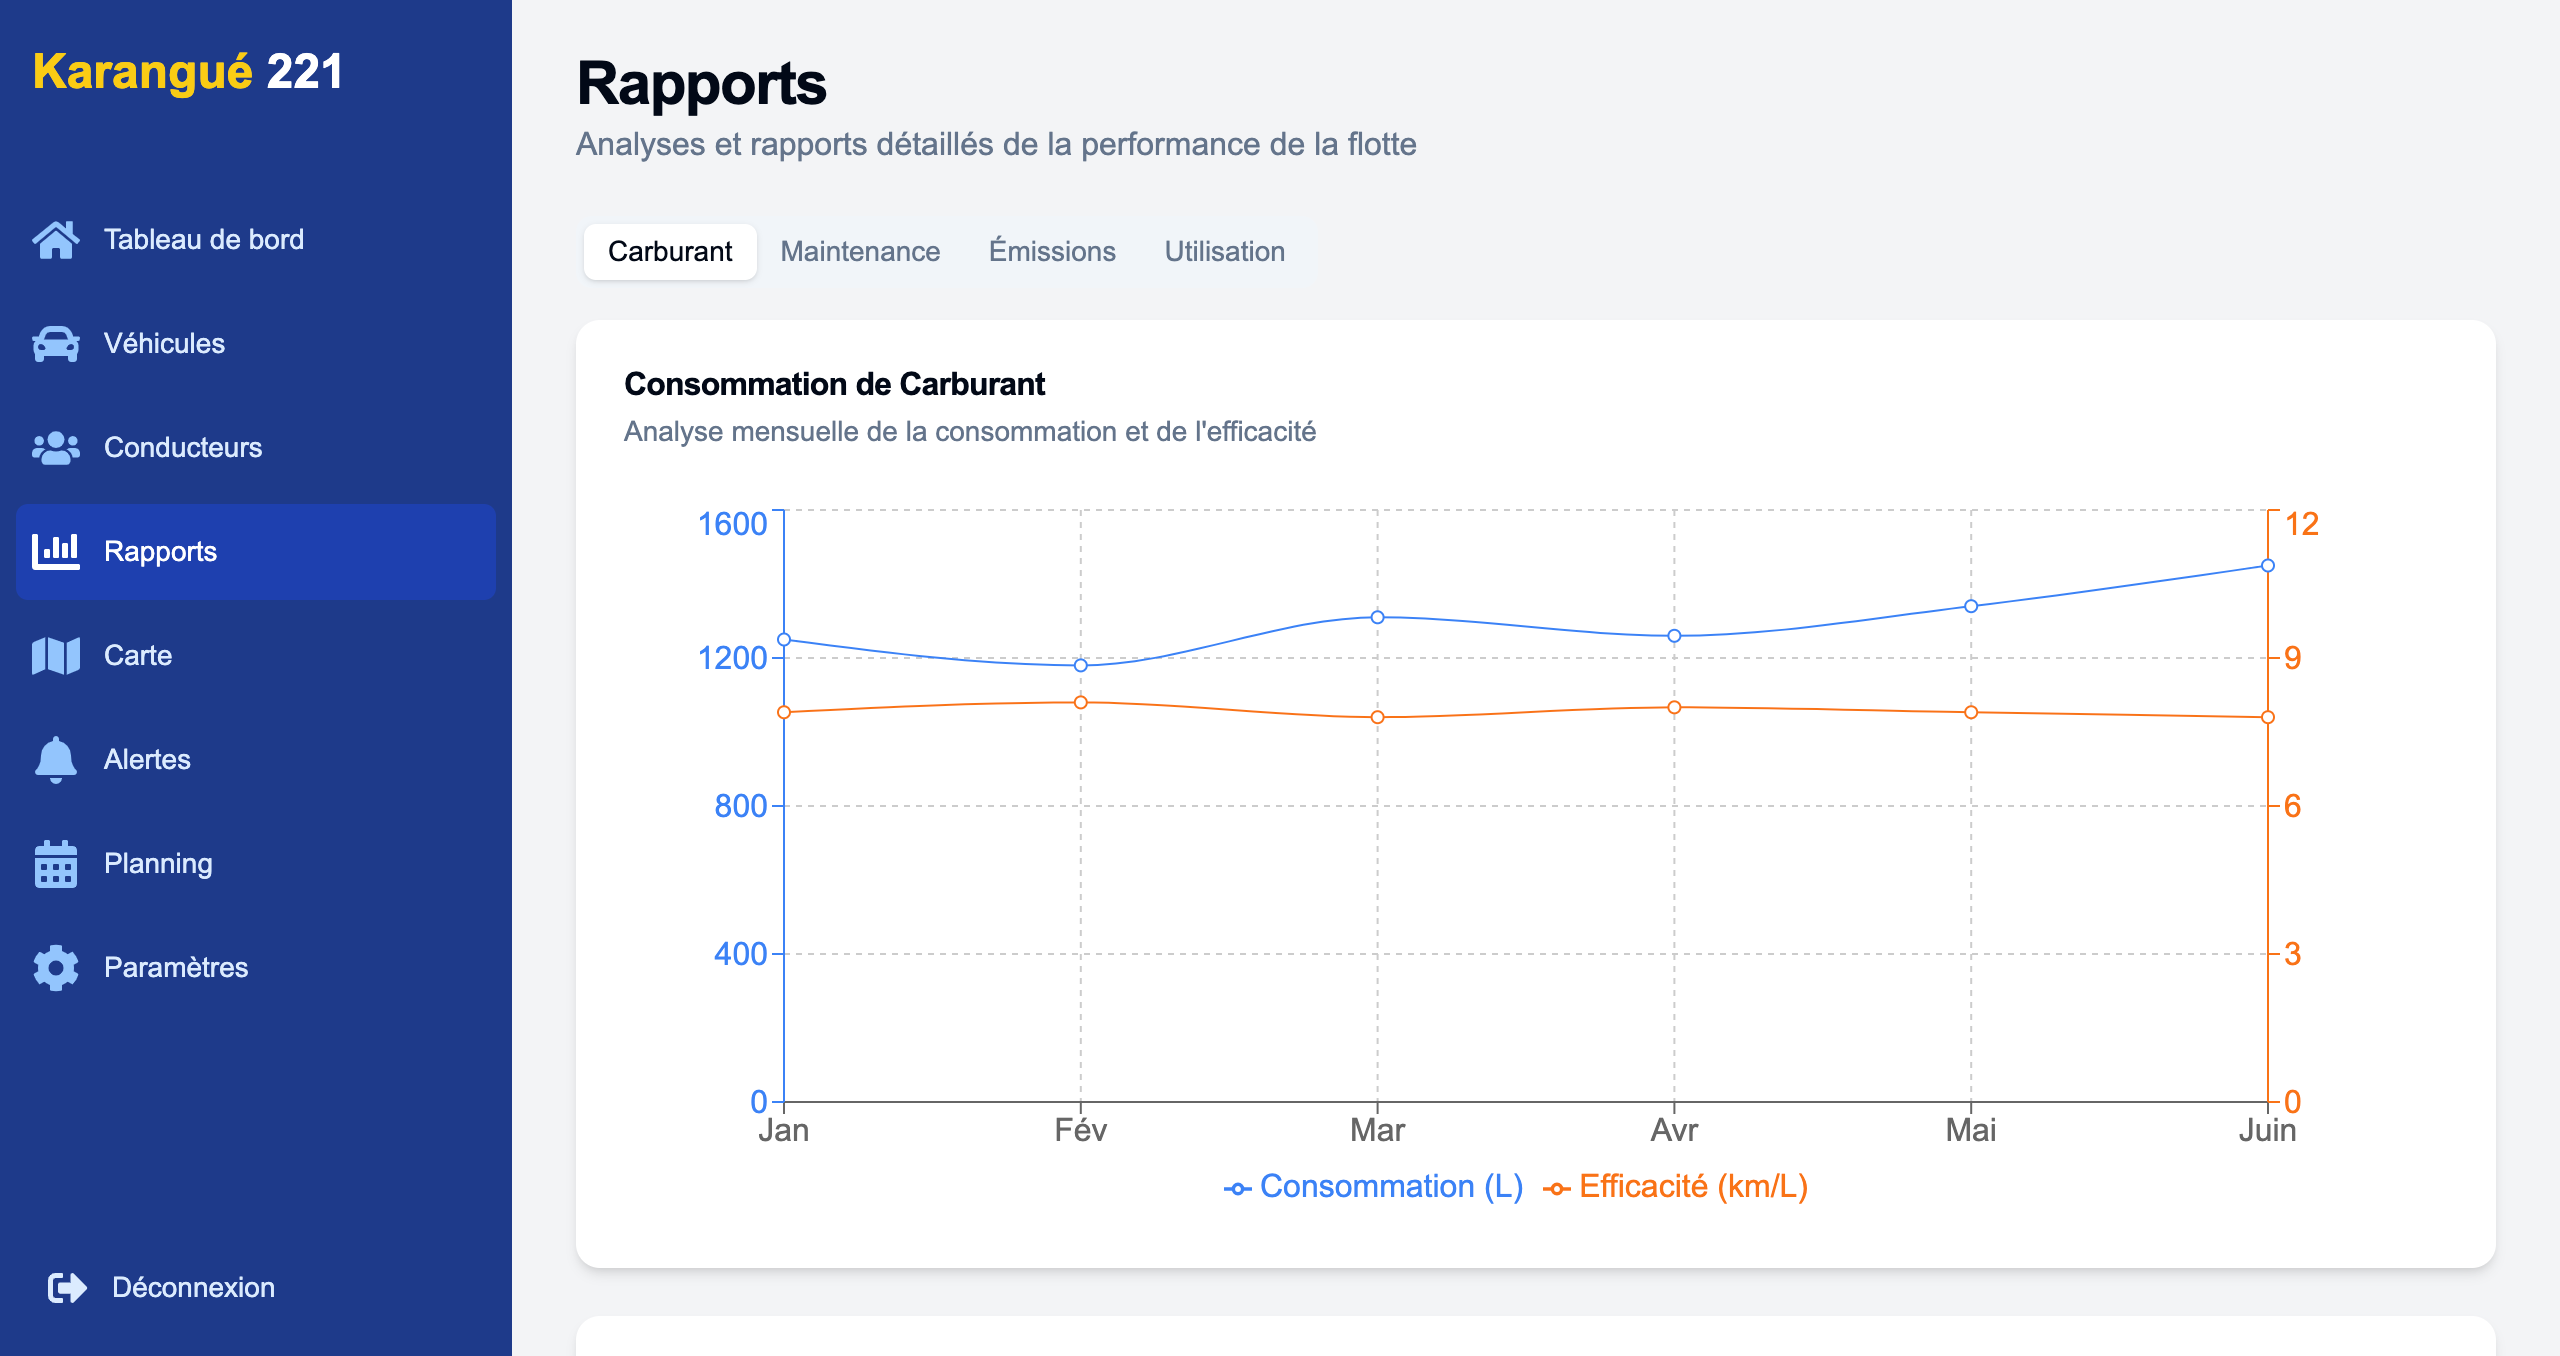 Karangué 221
Tableau de bord
Véhicules
Conducteurs
Rapports
Carte
Alertes
Planning
Paramètres
Déconnexion
Rapports
Analyses et rapports détaillés de la performance de la flotte
Carburant Maintenance Émissions Utilisation
Consommation de Carburant
Analyse mensuelle de la consommation et de l'efficacité
1600 12
1200 9
800 6
400 3
0 0
Jan Fév Mar Avr Mai Juin
Consommation (L) Efficacité (km/L)